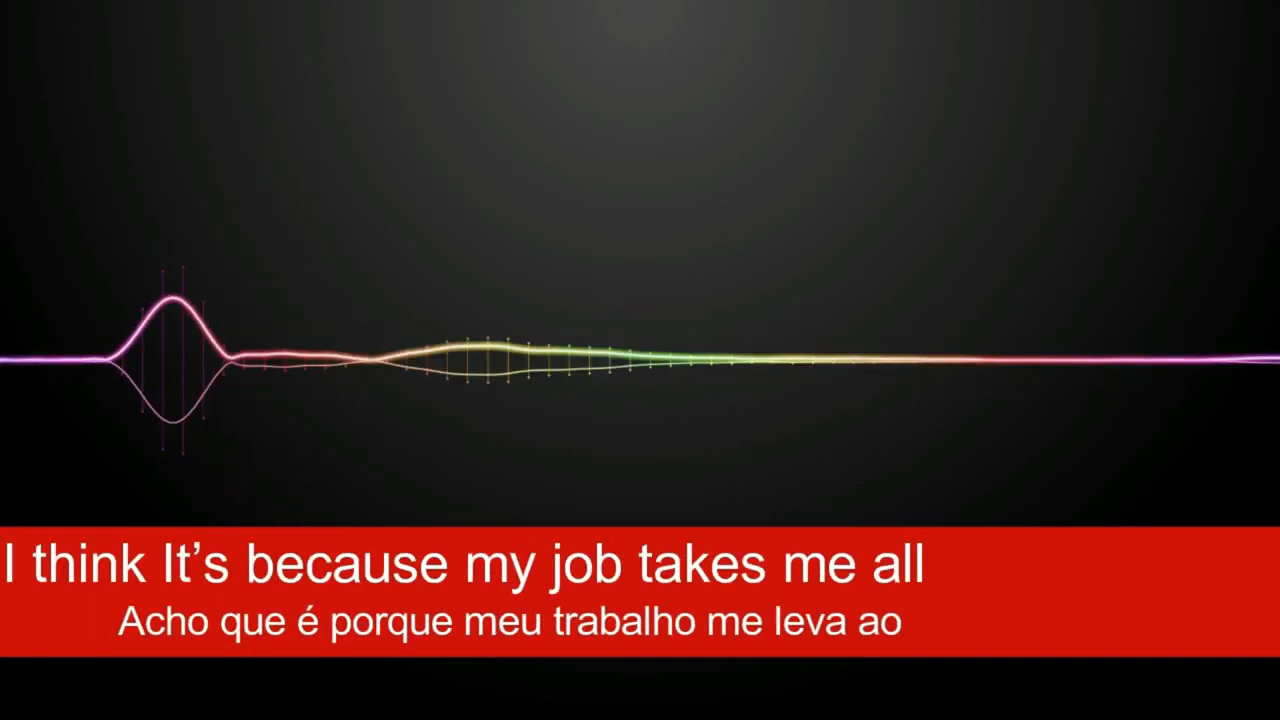 I think It’s because my job takes me all
Acho que é porque meu trabalho me leva ao